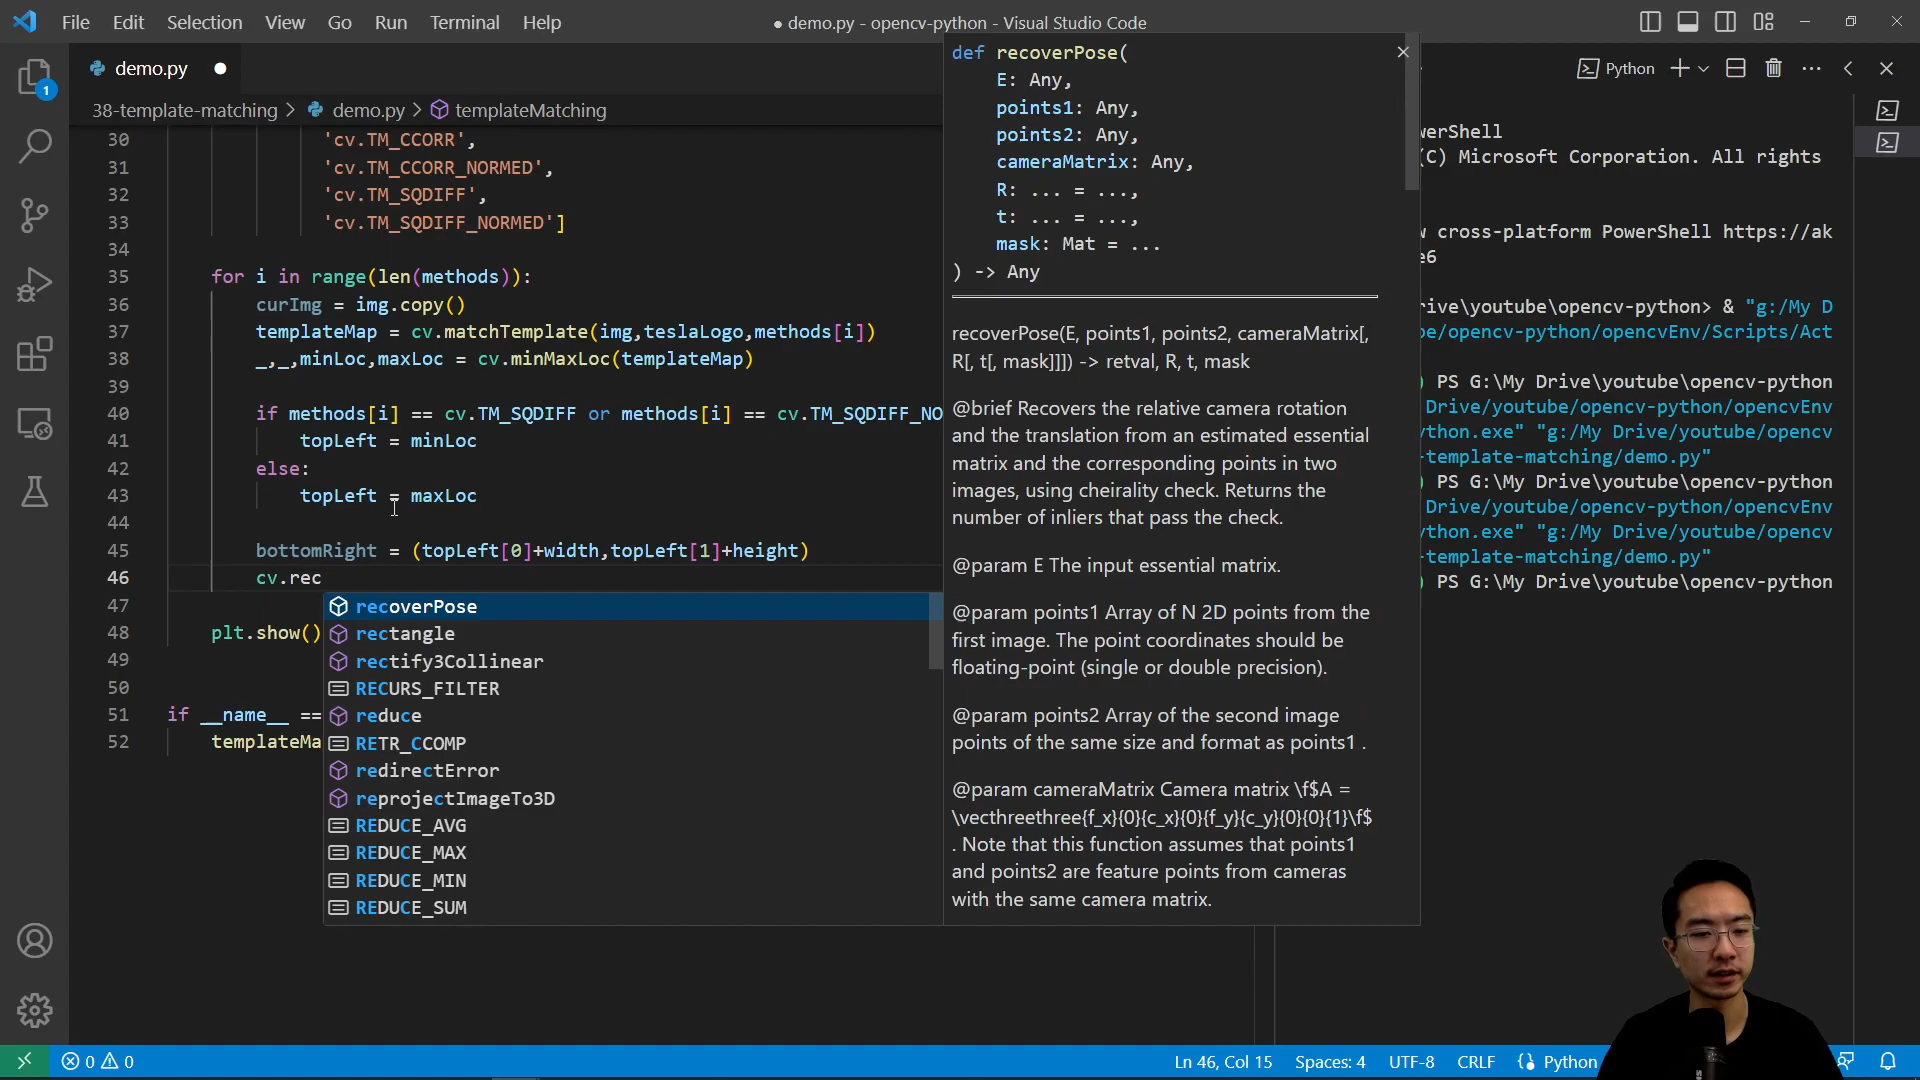 File Edit Selection View Go Run Terminal Help
● demo.py - opencv-python - Visual Studio Code
demo.py
Python
38-template-matching > demo.py > templateMatching
30 'cv.TM_CCORR',
31 'cv.TM_CCORR_NORMED',
32 'cv.TM_SQDIFF',
33 'cv.TM_SQDIFF_NORMED']
34
35 for i in range(len(methods)):
36 curImg = img.copy()
37 templateMap = cv.matchTemplate(img,teslaLogo,methods[i])
38 _,_,minLoc,maxLoc = cv.minMaxLoc(templateMap)
39
40 if methods[i] == cv.TM_SQDIFF or methods[i] == cv.TM_SQDIFF_NO
41 topLeft = minLoc
42 else:
43 topLeft = maxLoc
44
45 bottomRight = (topLeft[0]+width,topLeft[1]+height)
46 cv.rec
47
48 plt.show()
49
50
51 if __name__ ==
52 templateMa
recoverPose
rectangle
rectify3Collinear
RECURS_FILTER
reduce
RETR_CCOMP
redirectError
reprojectImageTo3D
REDUCE_AVG
REDUCE_MAX
REDUCE_MIN
REDUCE_SUM
def recoverPose(
E: Any,
points1: Any,
points2: Any,
cameraMatrix: Any,
R: ... = ...,
t: ... = ...,
mask: Mat = ...
) -> Any
recoverPose(E, points1, points2, cameraMatrix[,
R[, t[, mask]]]) -> retval, R, t, mask
@brief Recovers the relative camera rotation
and the translation from an estimated essential
matrix and the corresponding points in two
images, using cheirality check. Returns the
number of inliers that pass the check.
@param E The input essential matrix.
@param points1 Array of N 2D points from the
first image. The point coordinates should be
floating-point (single or double precision).
@param points2 Array of the second image
points of the same size and format as points1 .
@param cameraMatrix Camera matrix \f$A =
\vecthreethree{f_x}{0}{c_x}{0}{f_y}{c_y}{0}{0}{1}\f$
. Note that this function assumes that points1
and points2 are feature points from cameras
with the same camera matrix.
werShell
(C) Microsoft Corporation. All rights
w cross-platform PowerShell https://ak
e6
rive\youtube\opencv-python> & "g:/My D
be/opencv-python/opencvEnv/Scripts/Act
) PS G:\My Drive\youtube\opencv-python
Drive/youtube/opencv-python/opencvEnv
ython.exe" "g:/My Drive/youtube/opencv
-template-matching/demo.py"
) PS G:\My Drive\youtube\opencv-python
Drive/youtube/opencv-python/opencvEnv
ython.exe" "g:/My Drive/youtube/opencv
-template-matching/demo.py"
) PS G:\My Drive\youtube\opencv-python
1
0 0
Ln 46, Col 15 Spaces: 4 UTF-8 CRLF Python